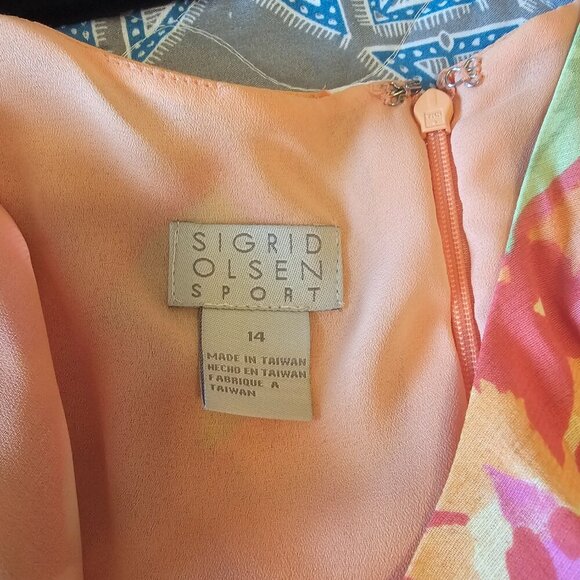 SIGRID
OLSEN
SPORT
14
MADE IN TAIWAN
HECHO EN TAIWAN
FABRIQUE A
TAIWAN